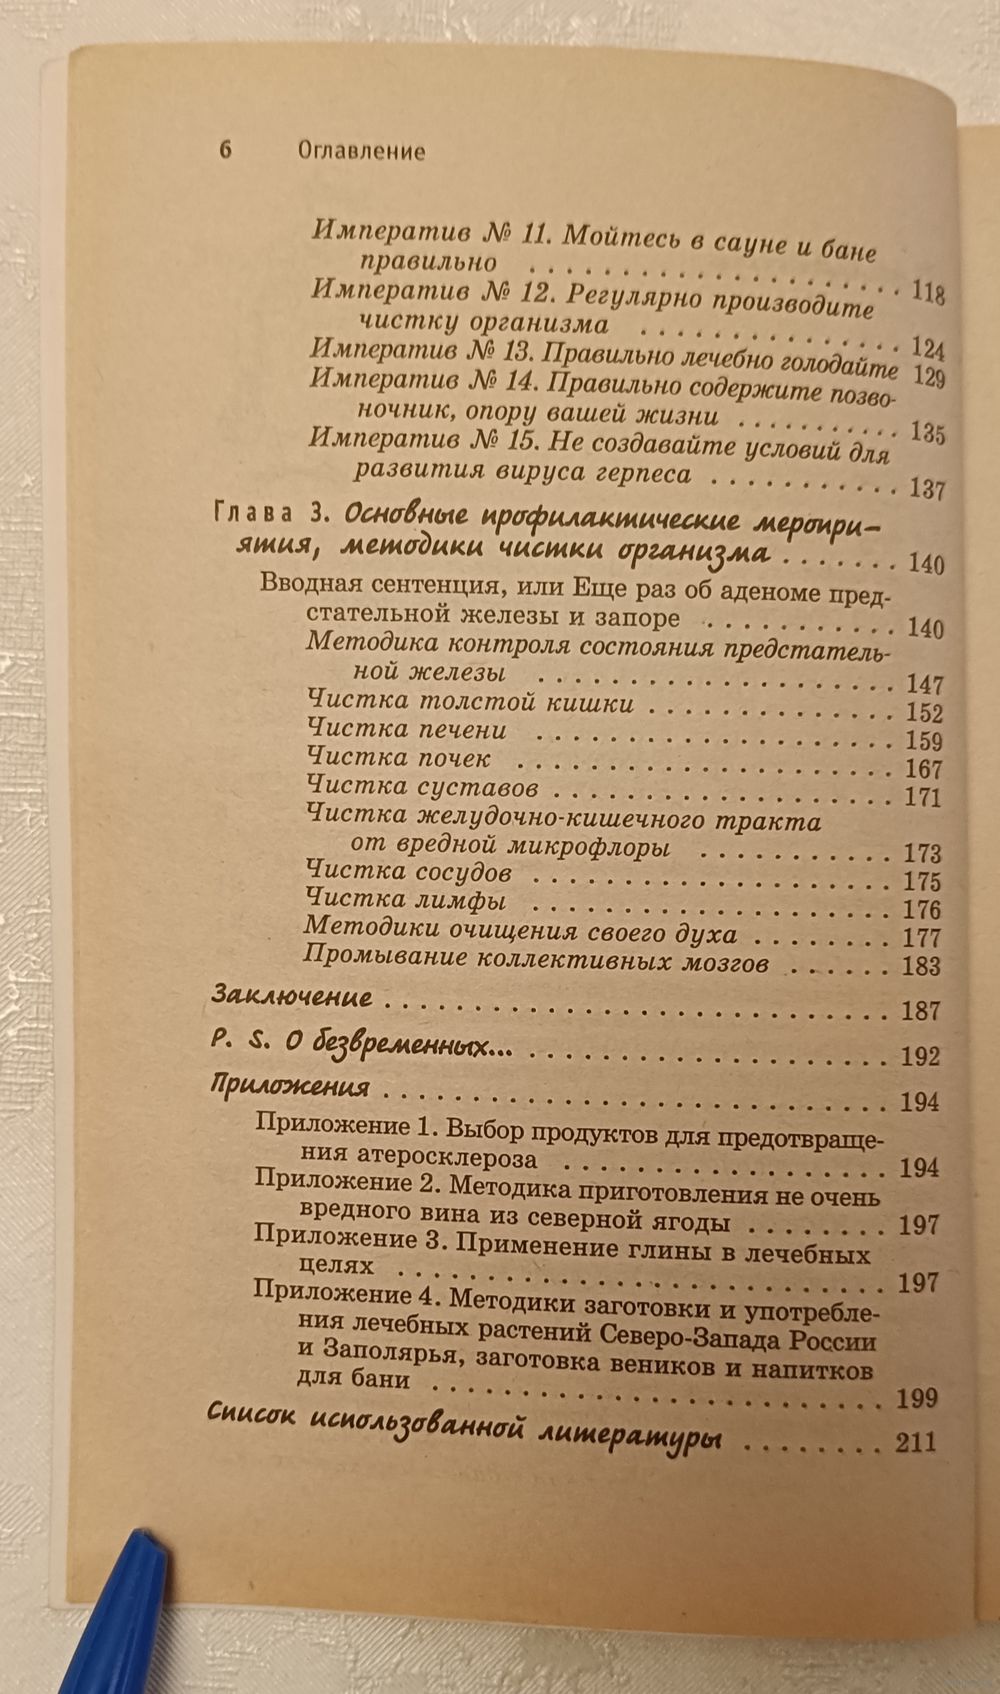 6 Оглавление
Императив № 11. Мойтесь в сауне и бане
правильно . . . . . . . . . . . . . . . . . . . . . 118
Императив № 12. Регулярно производите
чистку организма . . . . . . . . . . . . . . . 124
Императив № 13. Правильно лечебно голодайте 129
Императив № 14. Правильно содержите позво-
ночник, опору вашей жизни . . . . . . . . . . . 135
Императив № 15. Не создавайте условий для
развития вируса герпеса . . . . . . . . . . . . 137
Глава 3. Основные профилактические меропри-
ятия, методики чистки организма . . . . . . . 140
Вводная сентенция, или Еще раз об аденоме пред-
стательной железы и запоре . . . . . . . . . . . 140
Методика контроля состояния предстатель-
ной железы . . . . . . . . . . . . . . . . . . . . 147
Чистка толстой кишки . . . . . . . . . . . . . . 152
Чистка печени . . . . . . . . . . . . . . . . . . . . 159
Чистка почек . . . . . . . . . . . . . . . . . . . . . 167
Чистка суставов . . . . . . . . . . . . . . . . . . . 171
Чистка желудочно-кишечного тракта
от вредной микрофлоры . . . . . . . . . . . 173
Чистка сосудов . . . . . . . . . . . . . . . . . . . . 175
Чистка лимфы . . . . . . . . . . . . . . . . . . . . 176
Методики очищения своего духа . . . . . . . . 177
Промывание коллективных мозгов . . . . . . 183
Заключение . . . . . . . . . . . . . . . . . . . . . . . . . . . . 187
P. S. О безвременных... . . . . . . . . . . . . . . . . . . . . 192
Приложения . . . . . . . . . . . . . . . . . . . . . . . . . . . . 194
Приложение 1. Выбор продуктов для предотвраще-
ния атеросклероза . . . . . . . . . . . . . . . . . . 194
Приложение 2. Методика приготовления не очень
вредного вина из северной ягоды . . . . . . . . 197
Приложение 3. Применение глины в лечебных
целях . . . . . . . . . . . . . . . . . . . . . . . . . . . 197
Приложение 4. Методики заготовки и употребле-
ния лечебных растений Северо-Запада России
и Заполярья, заготовка веников и напитков
для бани . . . . . . . . . . . . . . . . . . . . . . . . . 199
Список использованной литературы . . . . . . . . 211